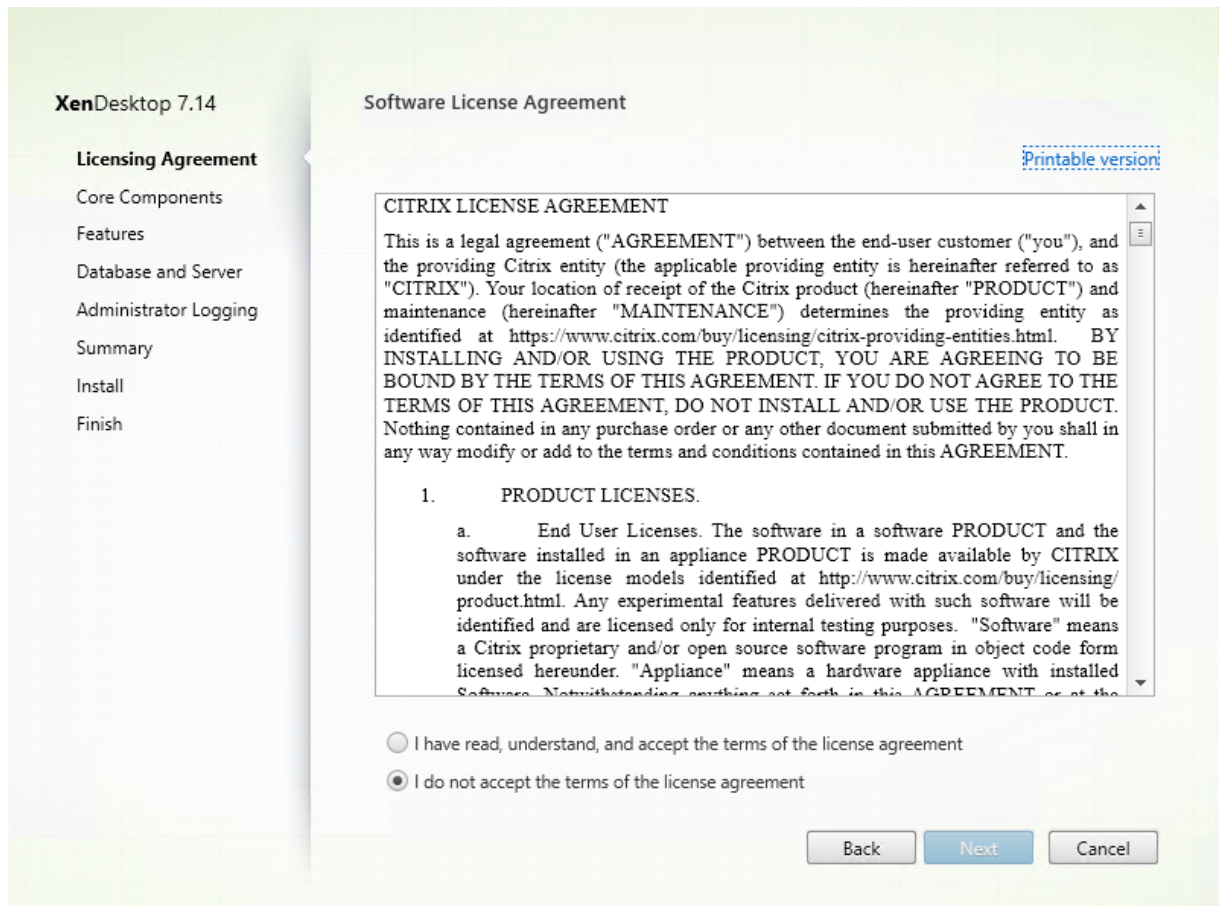 XenDesktop 7.14
Licensing Agreement
Core Components
Features
Database and Server
Administrator Logging
Summary
Install
Finish
Software License Agreement
Printable version
CITRIX LICENSE AGREEMENT
This is a legal agreement ("AGREEMENT") between the end-user customer ("you"), and
the providing Citrix entity (the applicable providing entity is hereinafter referred to as
"CITRIX"). Your location of receipt of the Citrix product (hereinafter "PRODUCT") and
maintenance (hereinafter "MAINTENANCE") determines the providing entity as
identified at https://www.citrix.com/buy/licensing/citrix-providing-entities.html. BY
INSTALLING AND/OR USING THE PRODUCT, YOU ARE AGREEING TO BE
BOUND BY THE TERMS OF THIS AGREEMENT. IF YOU DO NOT AGREE TO THE
TERMS OF THIS AGREEMENT, DO NOT INSTALL AND/OR USE THE PRODUCT.
Nothing contained in any purchase order or any other document submitted by you shall in
any way modify or add to the terms and conditions contained in this AGREEMENT.
1. PRODUCT LICENSES.
a. End User Licenses. The software in a software PRODUCT and the
software installed in an appliance PRODUCT is made available by CITRIX
under the license models identified at http://www.citrix.com/buy/licensing/
product.html. Any experimental features delivered with such software will be
identified and are licensed only for internal testing purposes. "Software" means
a Citrix proprietary and/or open source software program in object code form
licensed hereunder. "Appliance" means a hardware appliance with installed
Software. Notwithstanding anything set forth in this AGREEMENT or at the
I have read, understand, and accept the terms of the license agreement
I do not accept the terms of the license agreement
Back
Next
Cancel